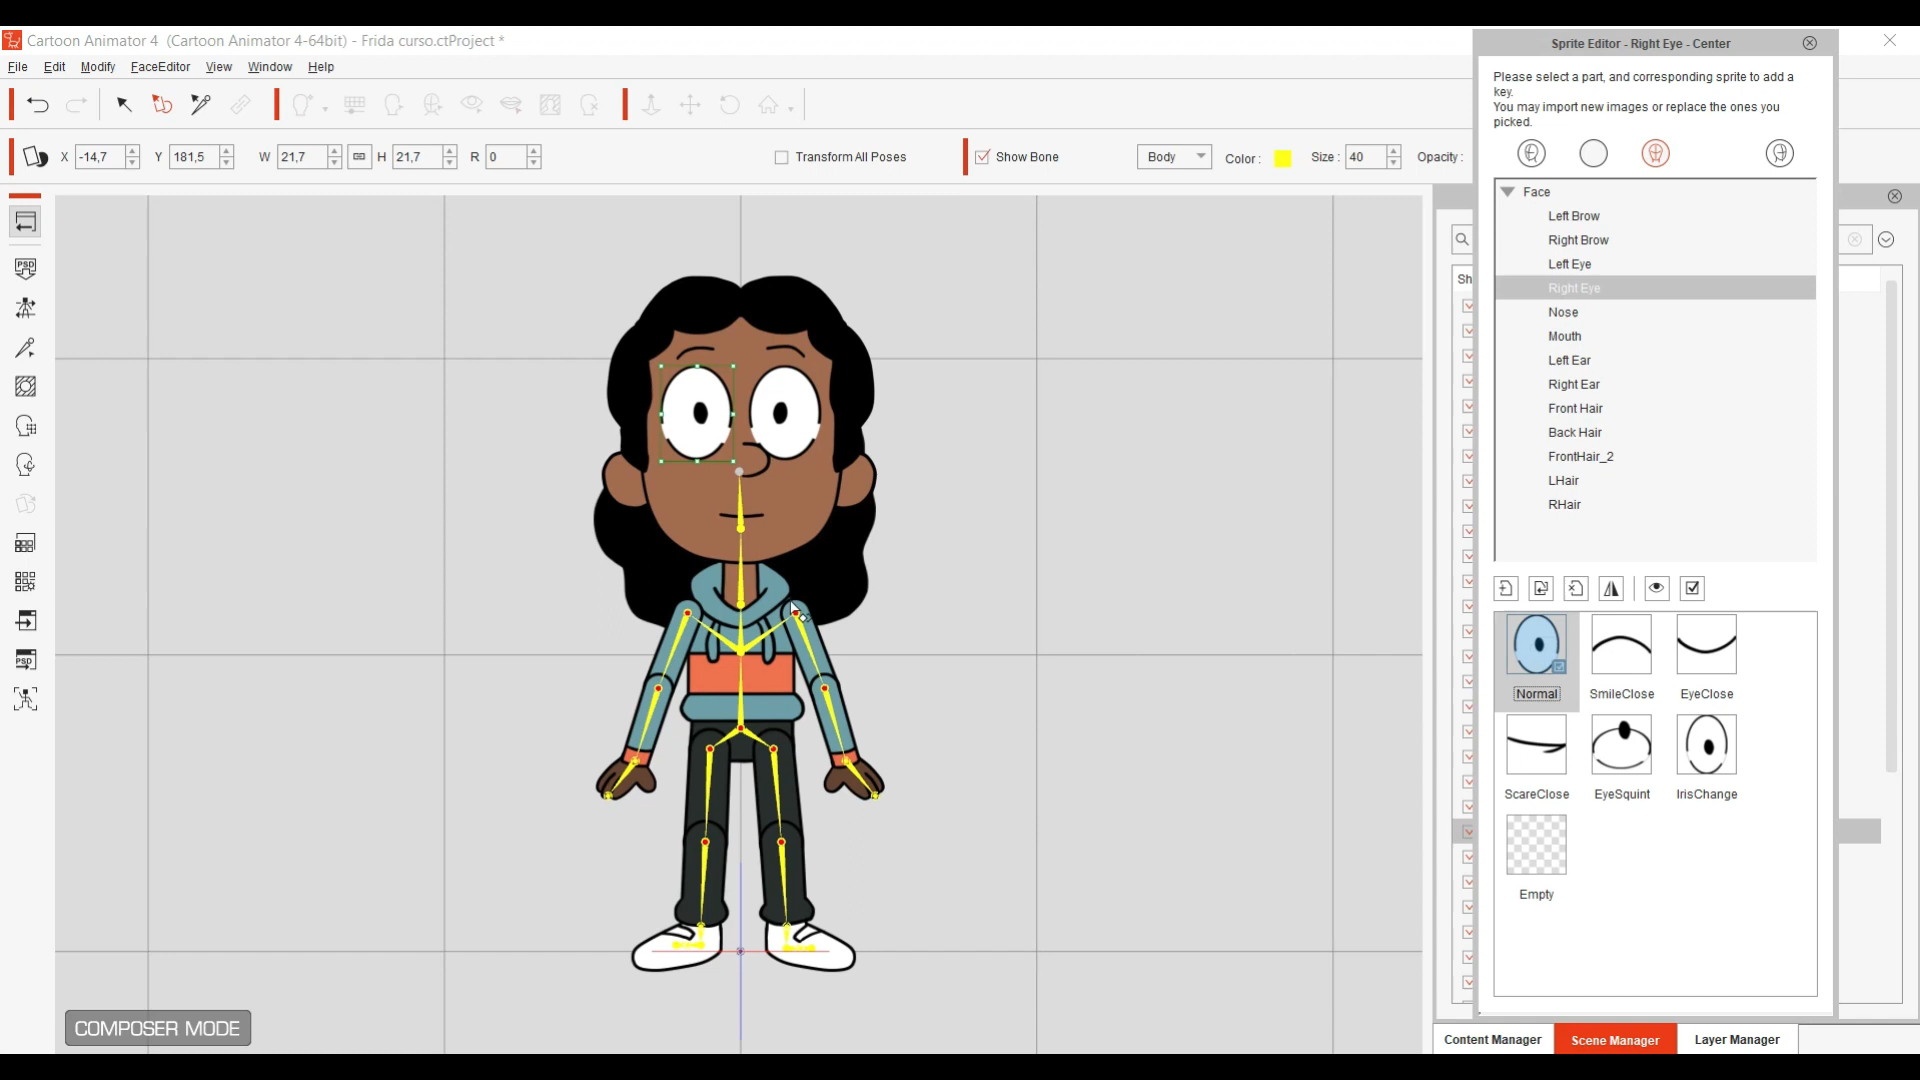 Cartoon Animator 4  (Cartoon Animator 4-64bit) - Frida curso.ctProject *
File Edit Modify FaceEditor View Window Help
X -14,7 Y 181,5 W 21,7 H 21,7 R 0 Transform All Poses Show Bone Body Color : Size : 40 Opacity :
PSD
PSD
COMPOSER MODE
Sprite Editor - Right Eye - Center
Please select a part, and corresponding sprite to add a
key.
You may import new images or replace the ones you
picked.
Face
Left Brow
Right Brow
Left Eye
Right Eye
Nose
Mouth
Left Ear
Right Ear
Front Hair
Back Hair
FrontHair_2
LHair
RHair
Normal SmileClose EyeClose
ScareClose EyeSquint IrisChange
Empty
Sh
Content Manager Scene Manager Layer Manager